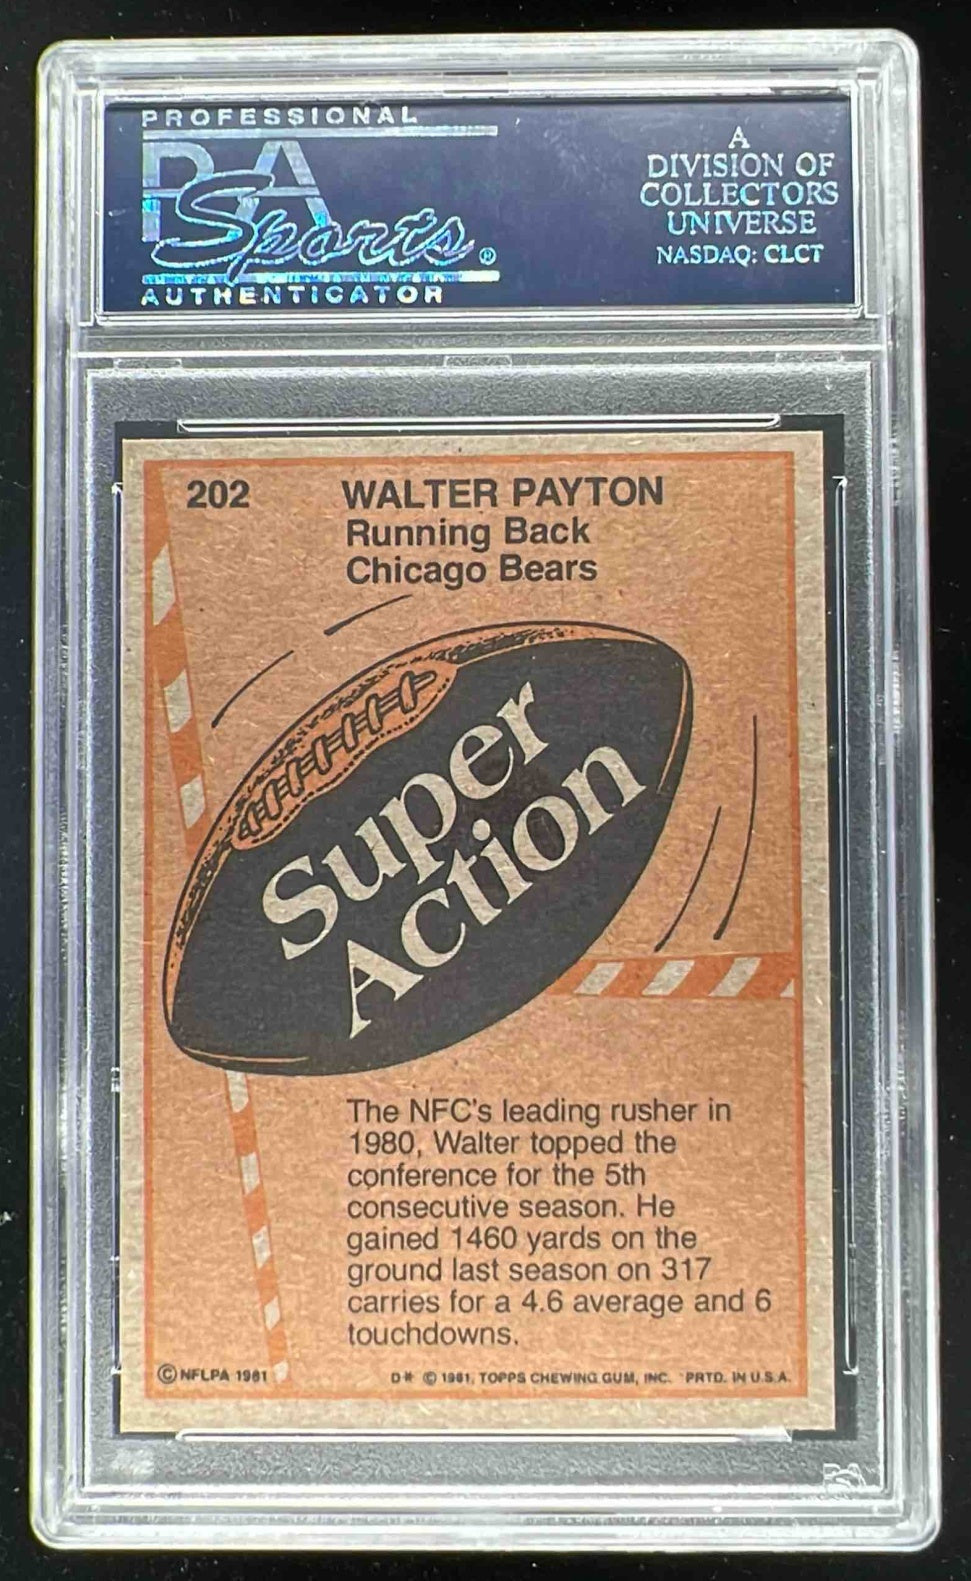 PROFESSIONAL
PSA
Sports®
AUTHENTICATOR
A
DIVISION OF
COLLECTORS
UNIVERSE
NASDAQ: CLCT
202
WALTER PAYTON
Running Back
Chicago Bears
Super
Action
The NFC's leading rusher in
1980, Walter topped the
conference for the 5th
consecutive season. He
gained 1460 yards on the
ground last season on 317
carries for a 4.6 average and 6
touchdowns.
© NFLPA 1981
D* © 1981, TOPPS CHEWING GUM, INC. PRTD. IN U.S.A.
PSA